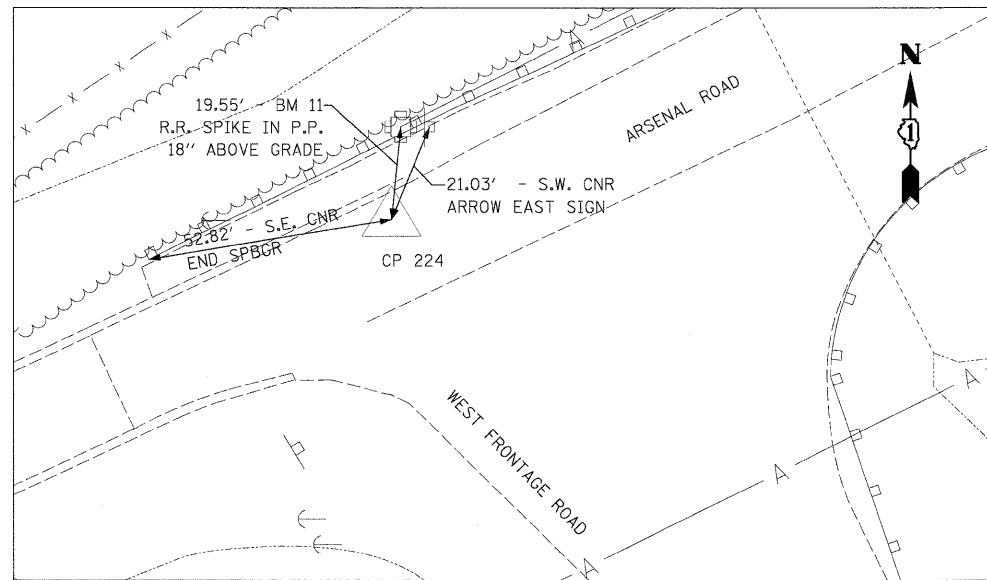 19.55' - BM 11
R.R. SPIKE IN P.P.
18" ABOVE GRADE
ARSENAL ROAD
N
1
21.03' - S.W. CNR
ARROW EAST SIGN
52.82' - S.E. CNR
END SPBGR
CP 224
WEST FRONTAGE ROAD
X
X
X
A
A
A